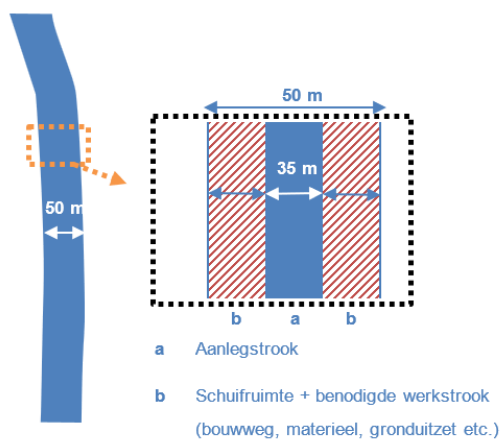 50 m
50 m
35 m
b a b
a Aanlegstrook
b Schuifruimte + benodigde werkstrook
(bouwweg, materieel, gronduitzet etc.)